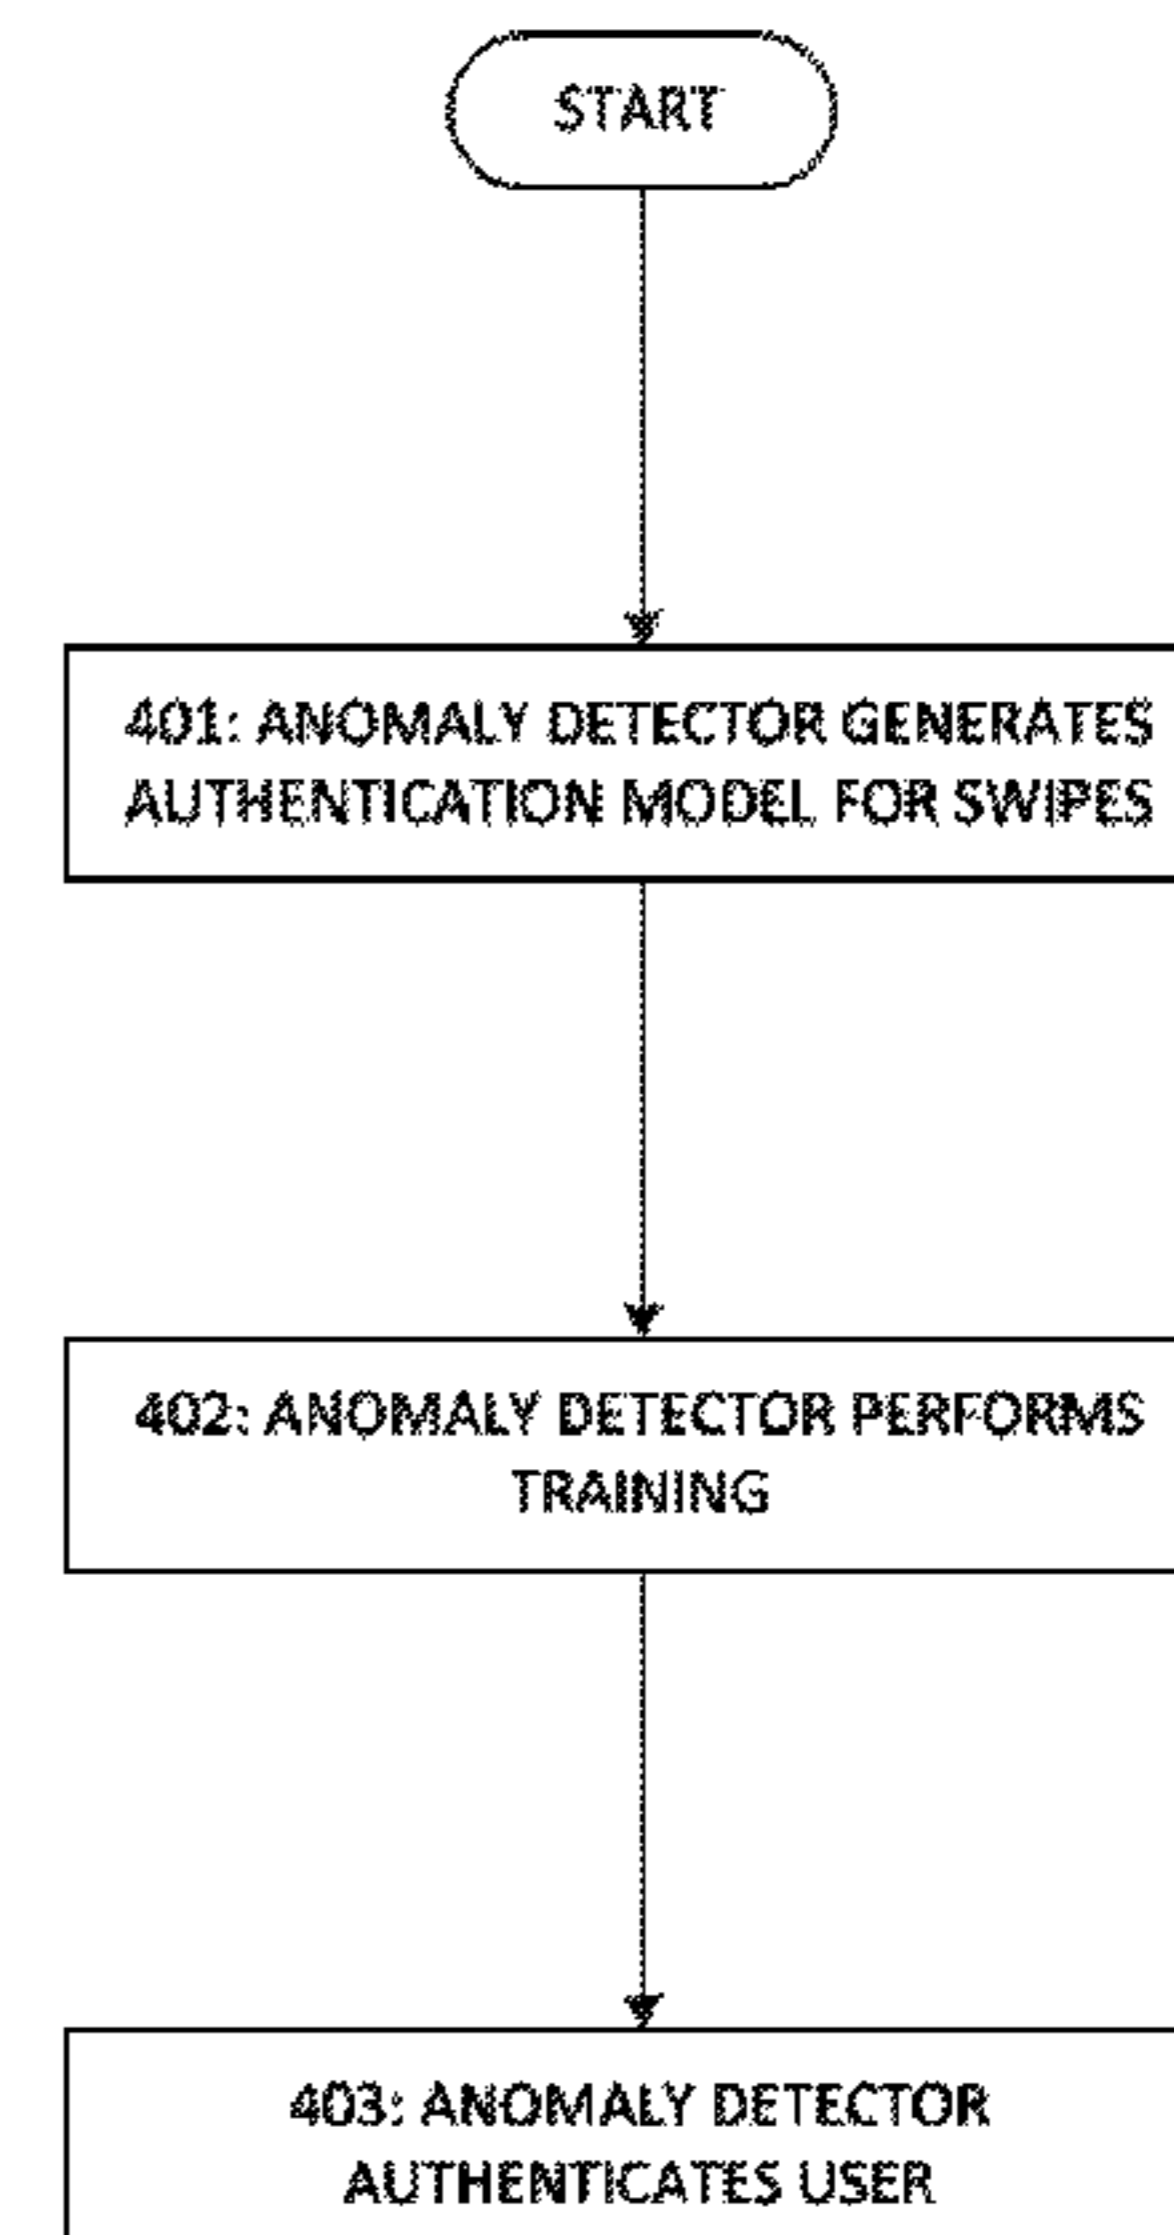 START
401: ANOMALY DETECTOR GENERATES
AUTHENTICATION MODEL FOR SWIPES
402: ANOMALY DETECTOR PERFORMS
TRAINING
403: ANOMALY DETECTOR
AUTHENTICATES USER